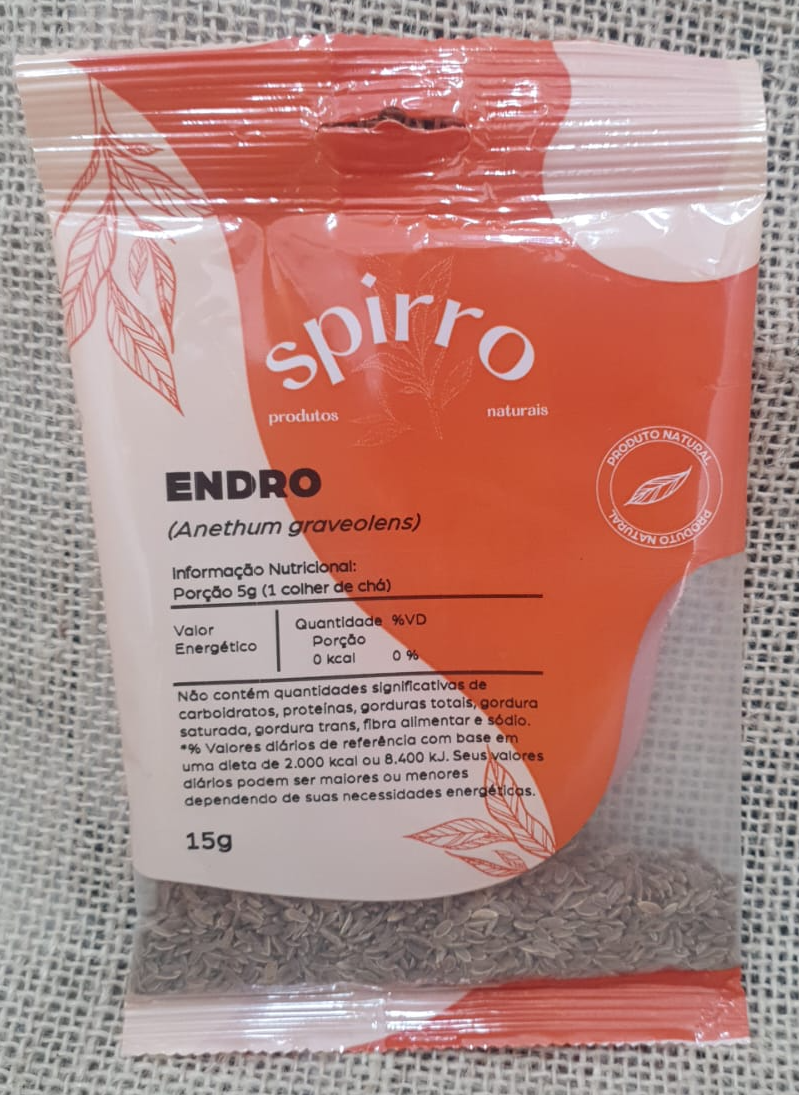 spirro
produtos naturais
PRODUTO NATURAL
PRODUTO NATURAL
ENDRO
(Anethum graveolens)
Informação Nutricional:
Porção 5g (1 colher de chá)
Valor Energético
Quantidade %VD
Porção
0 kcal 0 %
Não contém quantidades significativas de
carboidratos, proteínas, gorduras totais, gordura
saturada, gordura trans, fibra alimentar e sódio.
*% Valores diários de referência com base em
uma dieta de 2.000 kcal ou 8.400 kJ. Seus valores
diários podem ser maiores ou menores
dependendo de suas necessidades energéticas.
15g